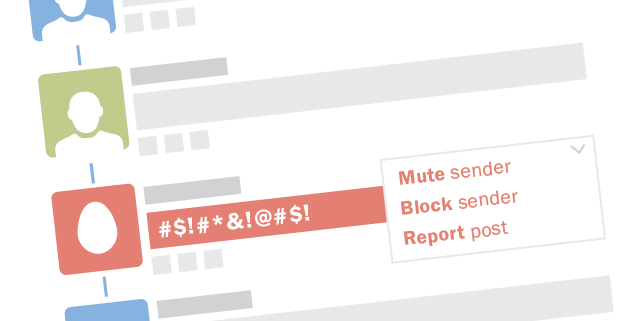 #$!#*&!@#$!
Mute sender
Block sender
Report post